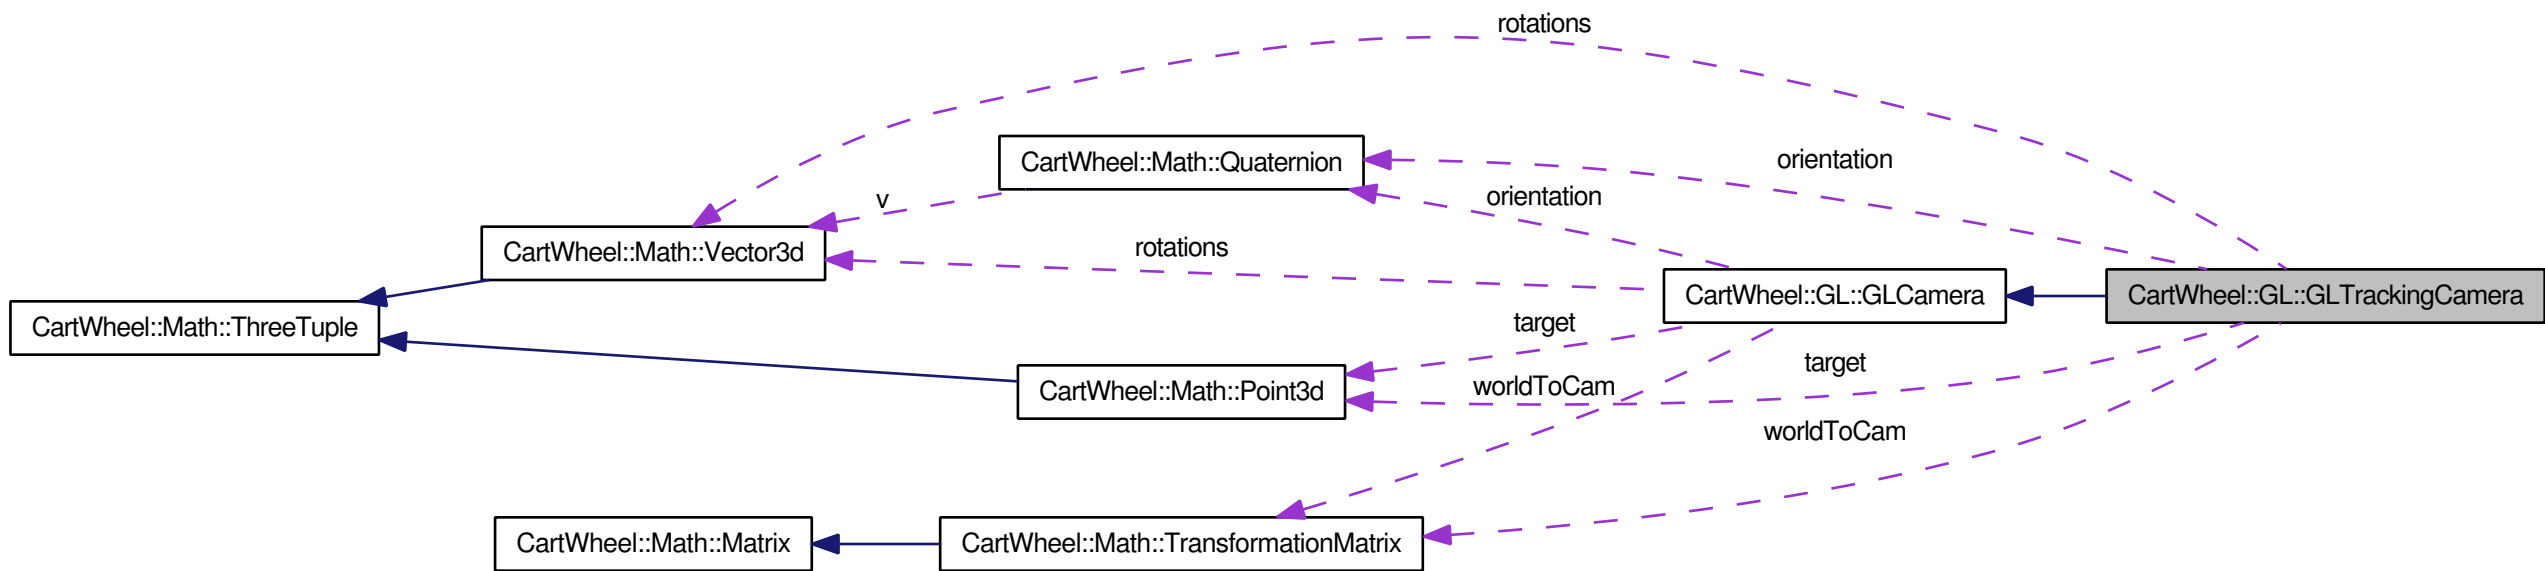 rotations
CartWheel::Math::Quaternion
orientation
orientation
v
rotations
CartWheel::Math::Vector3d
CartWheel::GL::GLCamera
CartWheel::GL::GLTrackingCamera
CartWheel::Math::ThreeTuple
target
target
CartWheel::Math::Point3d
worldToCam
worldToCam
CartWheel::Math::Matrix
CartWheel::Math::TransformationMatrix